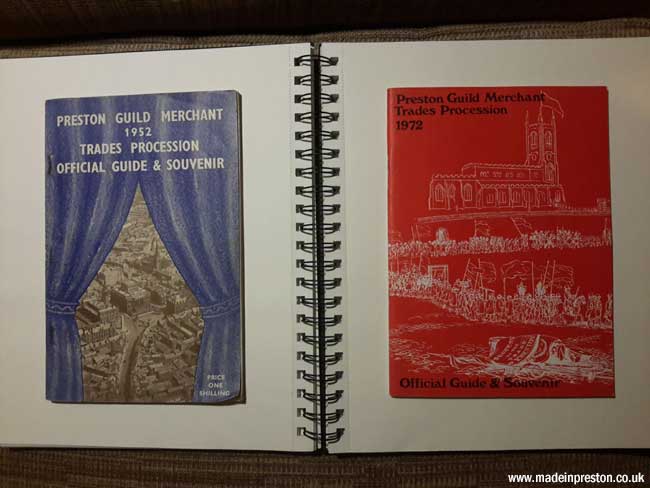 PRESTON GUILD MERCHANT
1952
TRADES PROCESSION
OFFICIAL GUIDE & SOUVENIR
PRICE
ONE
SHILLING
Preston Guild Merchant
Trades Procession
1972
Official Guide & Souvenir
www.madeinpreston.co.uk